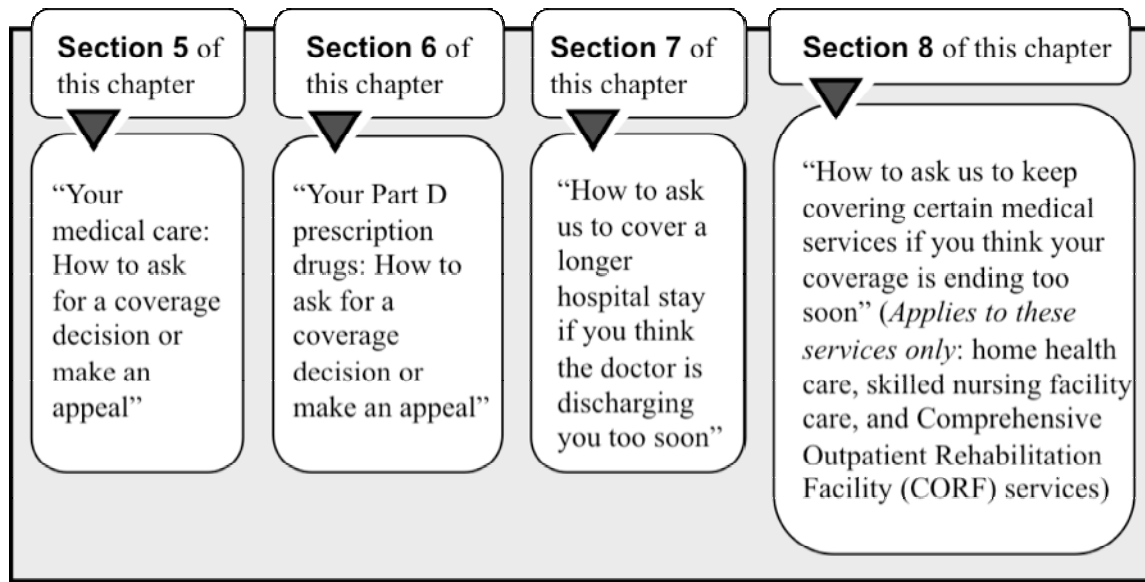 Section 5 of
this chapter
“Your
medical care:
How to ask
for a coverage
decision or
make an
appeal”
Section 6 of
this chapter
“Your Part D
prescription
drugs: How to
ask for a
coverage
decision or
make an appeal”
Section 7 of
this chapter
“How to ask
us to cover a
longer
hospital stay
if you think
the doctor is
discharging
you too soon”
Section 8 of this chapter
“How to ask us to keep
covering certain medical
services if you think your
coverage is ending too
soon” (Applies to these
services only: home health
care, skilled nursing facility
care, and Comprehensive
Outpatient Rehabilitation
Facility (CORF) services)